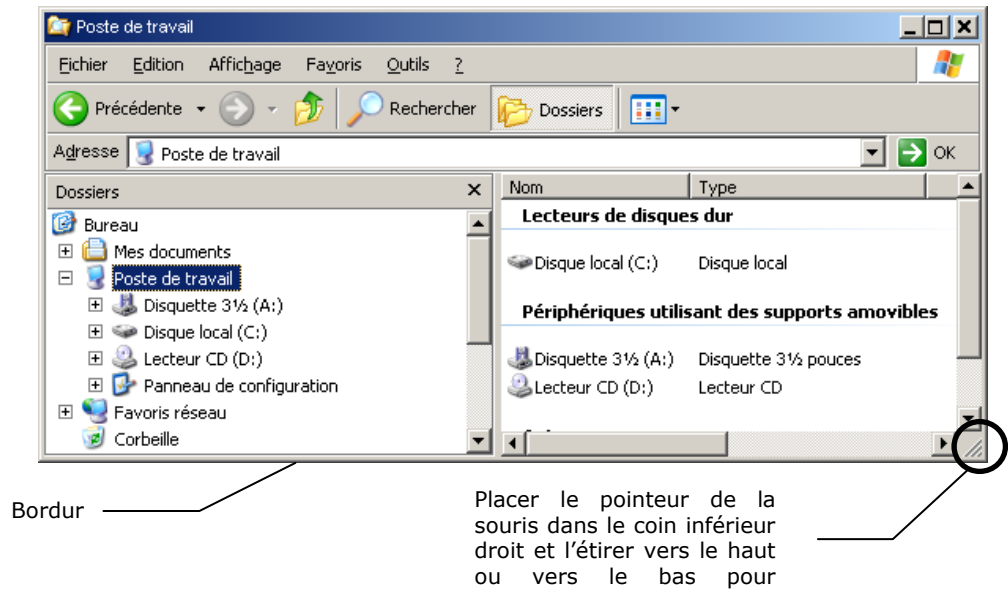 Poste de travail
Fichier Edition Affichage Favoris Outils ?
Précédente Rechercher Dossiers
Adresse Poste de travail OK
Dossiers
Bureau
Mes documents
Poste de travail
Disquette 3½ (A:)
Disque local (C:)
Lecteur CD (D:)
Panneau de configuration
Favoris réseau
Corbeille
Nom Type
Lecteurs de disques dur
Disque local (C:) Disque local
Périphériques utilisant des supports amovibles
Disquette 3½ (A:) Disquette 3½ pouces
Lecteur CD (D:) Lecteur CD
Bordur
Placer le pointeur de la
souris dans le coin inférieur
droit et l'étirer vers le haut
ou vers le bas pour